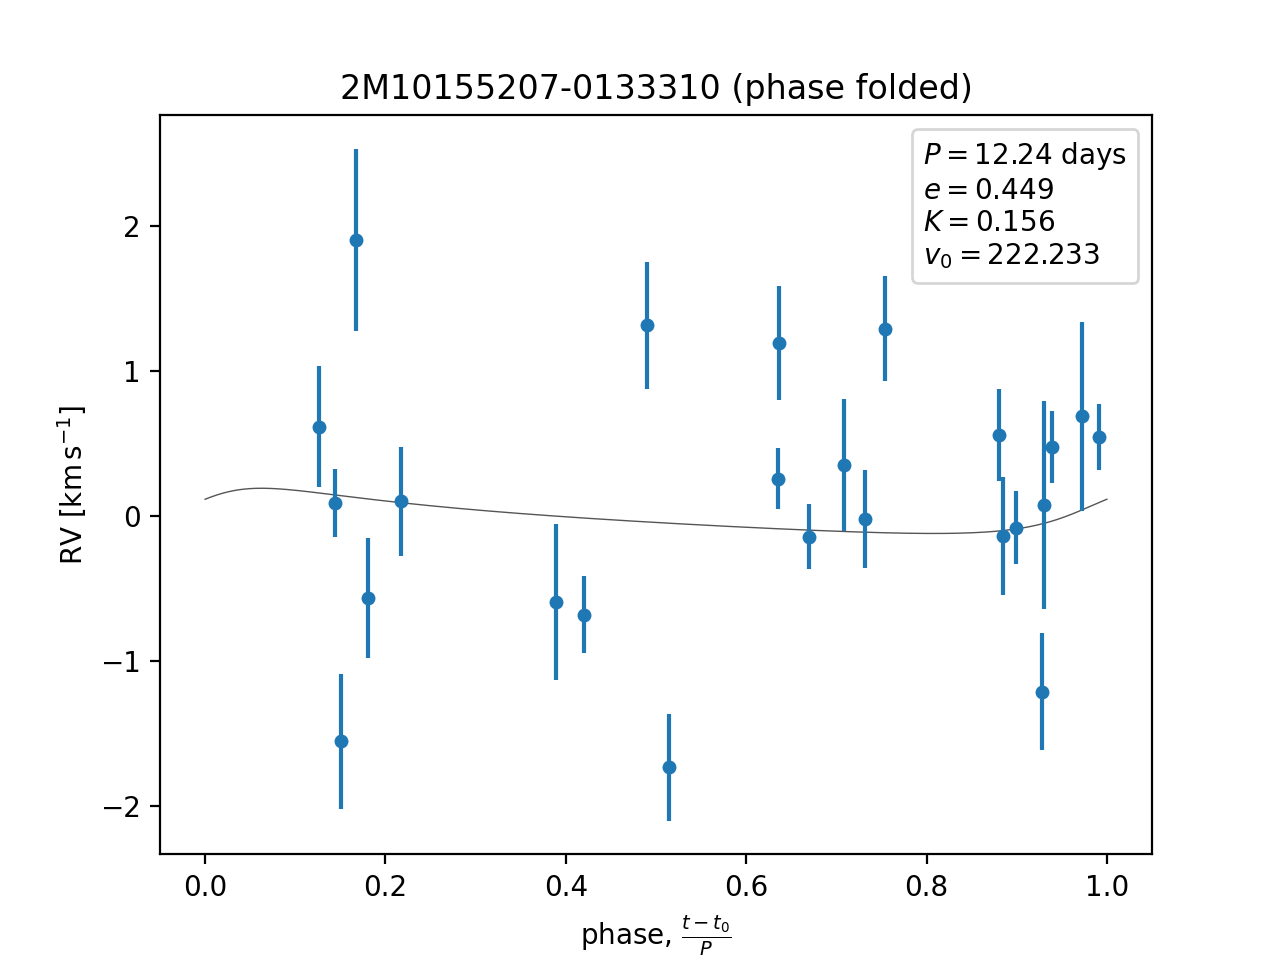 2M10155207-0133310 (phase folded)
P = 12.24 days
e = 0.449
K = 0.156
v₀ = 222.233
RV [km s⁻¹]
2
1
0
−1
−2
0.0 0.2 0.4 0.6 0.8 1.0
phase, (t − t₀)/P